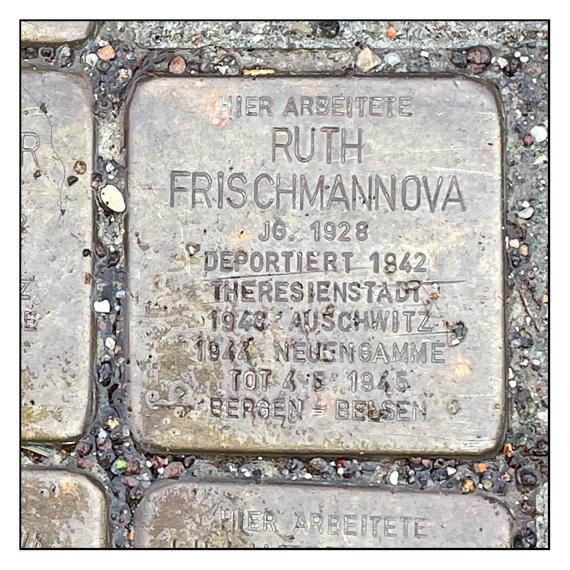 HIER ARBEITETE
RUTH
FRISCHMANNOVA
JG. 1928
DEPORTIERT 1942
THERESIENSTADT
1943 AUSCHWITZ
1944 NEUENGAMME
TOT 4.5. 1945
BERGEN-BELSEN
HIER ARBEITETE